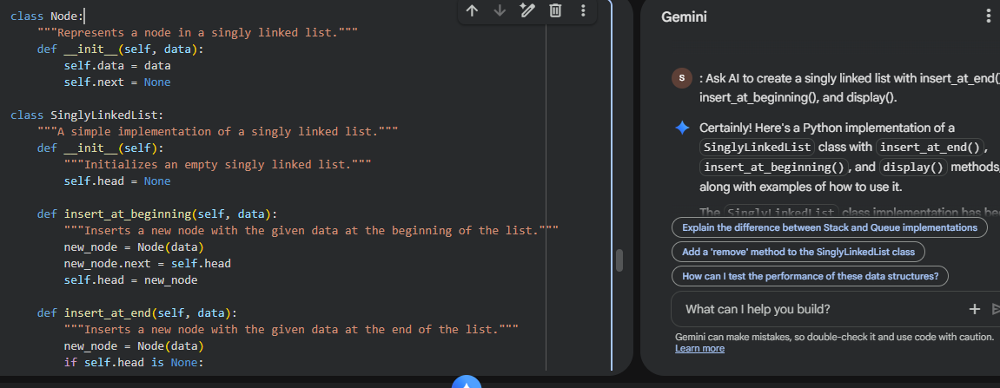 class Node:
    """Represents a node in a singly linked list."""
    def __init__(self, data):
        self.data = data
        self.next = None

class SinglyLinkedList:
    """A simple implementation of a singly linked list."""
    def __init__(self):
        """Initializes an empty singly linked list."""
        self.head = None

    def insert_at_beginning(self, data):
        """Inserts a new node with the given data at the beginning of the list."""
        new_node = Node(data)
        new_node.next = self.head
        self.head = new_node

    def insert_at_end(self, data):
        """Inserts a new node with the given data at the end of the list."""
        new_node = Node(data)
        if self.head is None:
Gemini
S
: Ask AI to create a singly linked list with insert_at_end()
insert_at_beginning(), and display().
Certainly! Here's a Python implementation of a
SinglyLinkedList class with insert_at_end() ,
insert_at_beginning() , and display() methods,
along with examples of how to use it.
The SinglyLinkedList class implementation has
Explain the difference between Stack and Queue implementations
Add a 'remove' method to the SinglyLinkedList class
How can I test the performance of these data structures?
What can I help you build?
Gemini can make mistakes, so double-check it and use code with caution.
Learn more